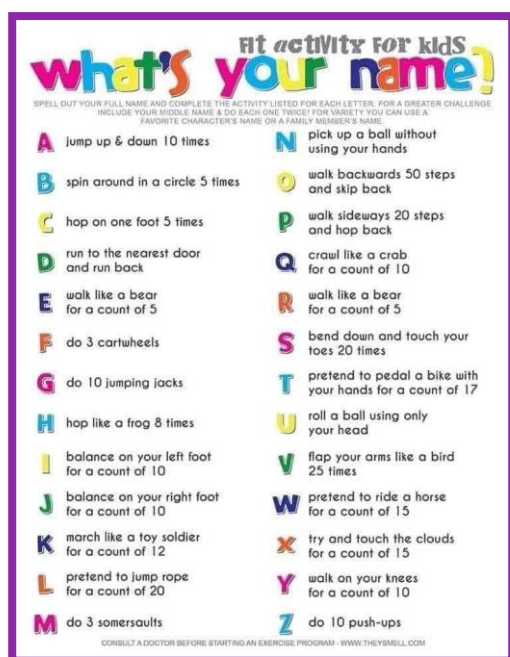 FIT activity FOR kids
what's your name?
SPELL OUT YOUR FULL NAME AND COMPLETE THE ACTIVITY LISTED FOR EACH LETTER. FOR A GREATER CHALLENGE
INCLUDE YOUR MIDDLE NAME & DO EACH ONE TWICE! FOR VARIETY YOU CAN USE A
FAVORITE CHARACTER'S NAME OR A FAMILY MEMBER'S NAME.
A jump up & down 10 times
B spin around in a circle 5 times
C hop on one foot 5 times
D run to the nearest door
and run back
E walk like a bear
for a count of 5
F do 3 cartwheels
G do 10 jumping jacks
H hop like a frog 8 times
I balance on your left foot
for a count of 10
J balance on your right foot
for a count of 10
K march like a toy soldier
for a count of 12
L pretend to jump rope
for a count of 20
M do 3 somersaults
N pick up a ball without
using your hands
O walk backwards 50 steps
and skip back
P walk sideways 20 steps
and hop back
Q crawl like a crab
for a count of 10
R walk like a bear
for a count of 5
S bend down and touch your
toes 20 times
T pretend to pedal a bike with
your hands for a count of 17
U roll a ball using only
your head
V flap your arms like a bird
25 times
W pretend to ride a horse
for a count of 15
X try and touch the clouds
for a count of 15
Y walk on your knees
for a count of 10
Z do 10 push-ups
CONSULT A DOCTOR BEFORE STARTING AN EXERCISE PROGRAM - WWW.THEYSMELL.COM